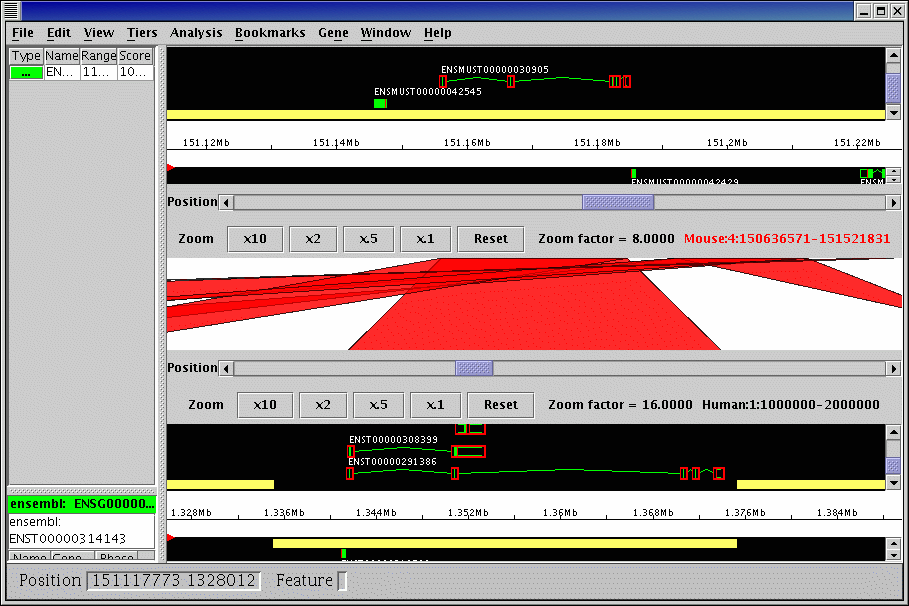 File Edit View Tiers Analysis Bookmarks Gene Window Help
Type Name Range Score
... EN... 11... 10...
ENSMUST00000030905
ENSMUST00000042545
151.12Mb 151.14Mb 151.16Mb 151.18Mb 151.2Mb 151.22Mb
ENSMUST00000042429 ENSM
Position
Zoom x10 x2 x.5 x.1 Reset Zoom factor = 8.0000 Mouse:4:150636571-151521831
Position
Zoom x10 x2 x.5 x.1 Reset Zoom factor = 16.0000 Human:1:1000000-2000000
ENST00000308399
ENST00000291386
1.328Mb 1.336Mb 1.344Mb 1.352Mb 1.36Mb 1.368Mb 1.376Mb 1.384Mb
ensembl: ENSG00000...
ensembl:
ENST00000314143
Name Phase
Position 151117773 1328012 Feature